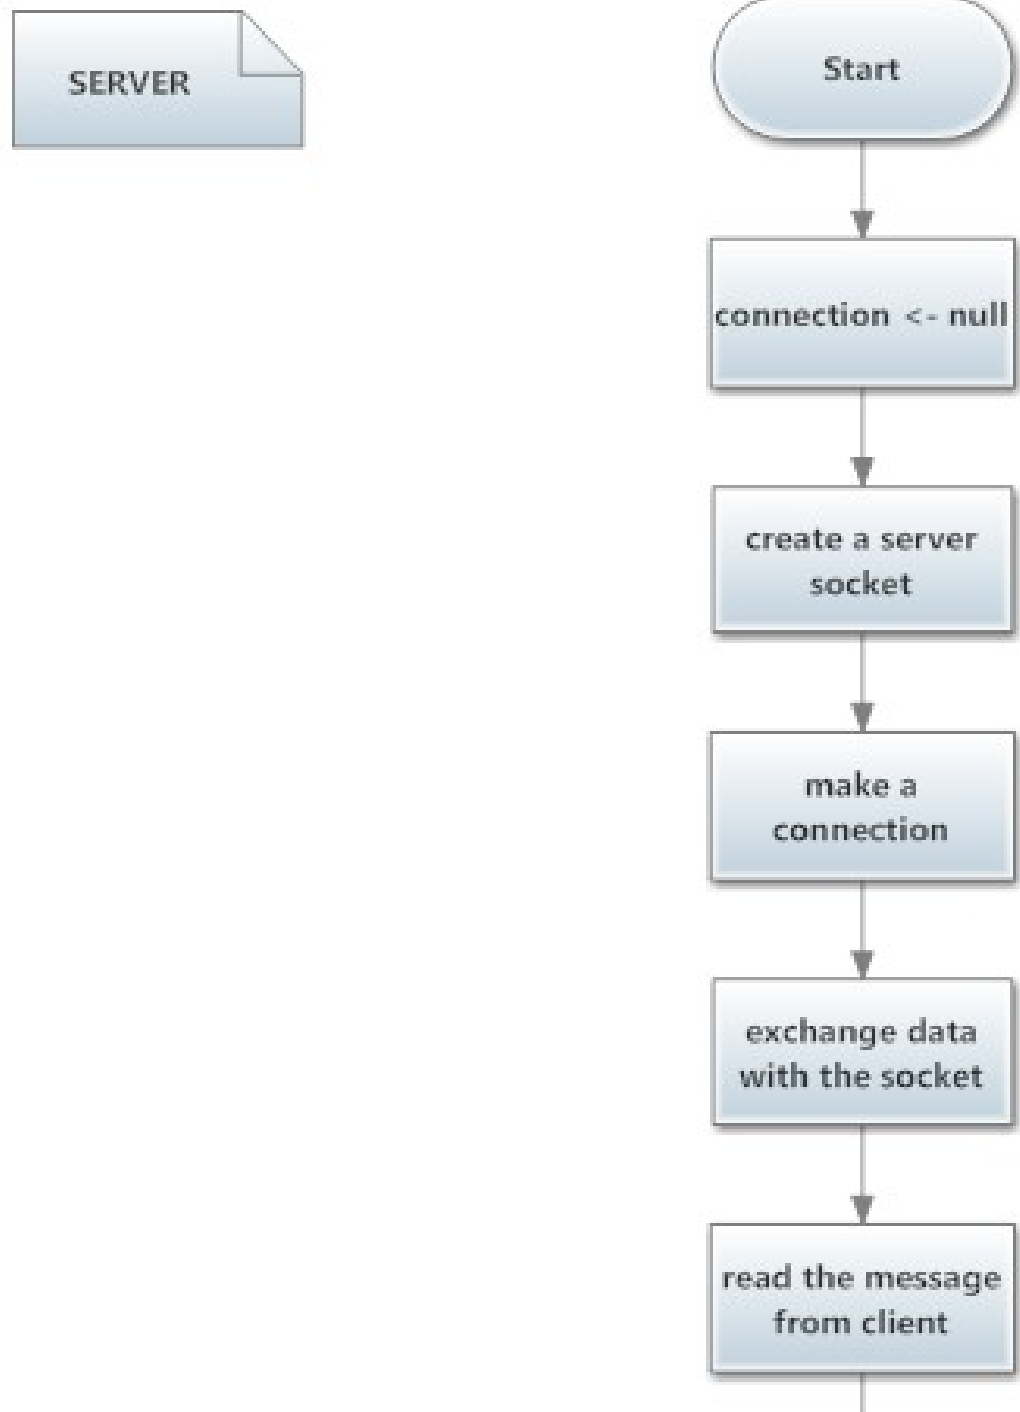 SERVER
Start
connection <- null
create a server
socket
make a
connection
exchange data
with the socket
read the message
from client